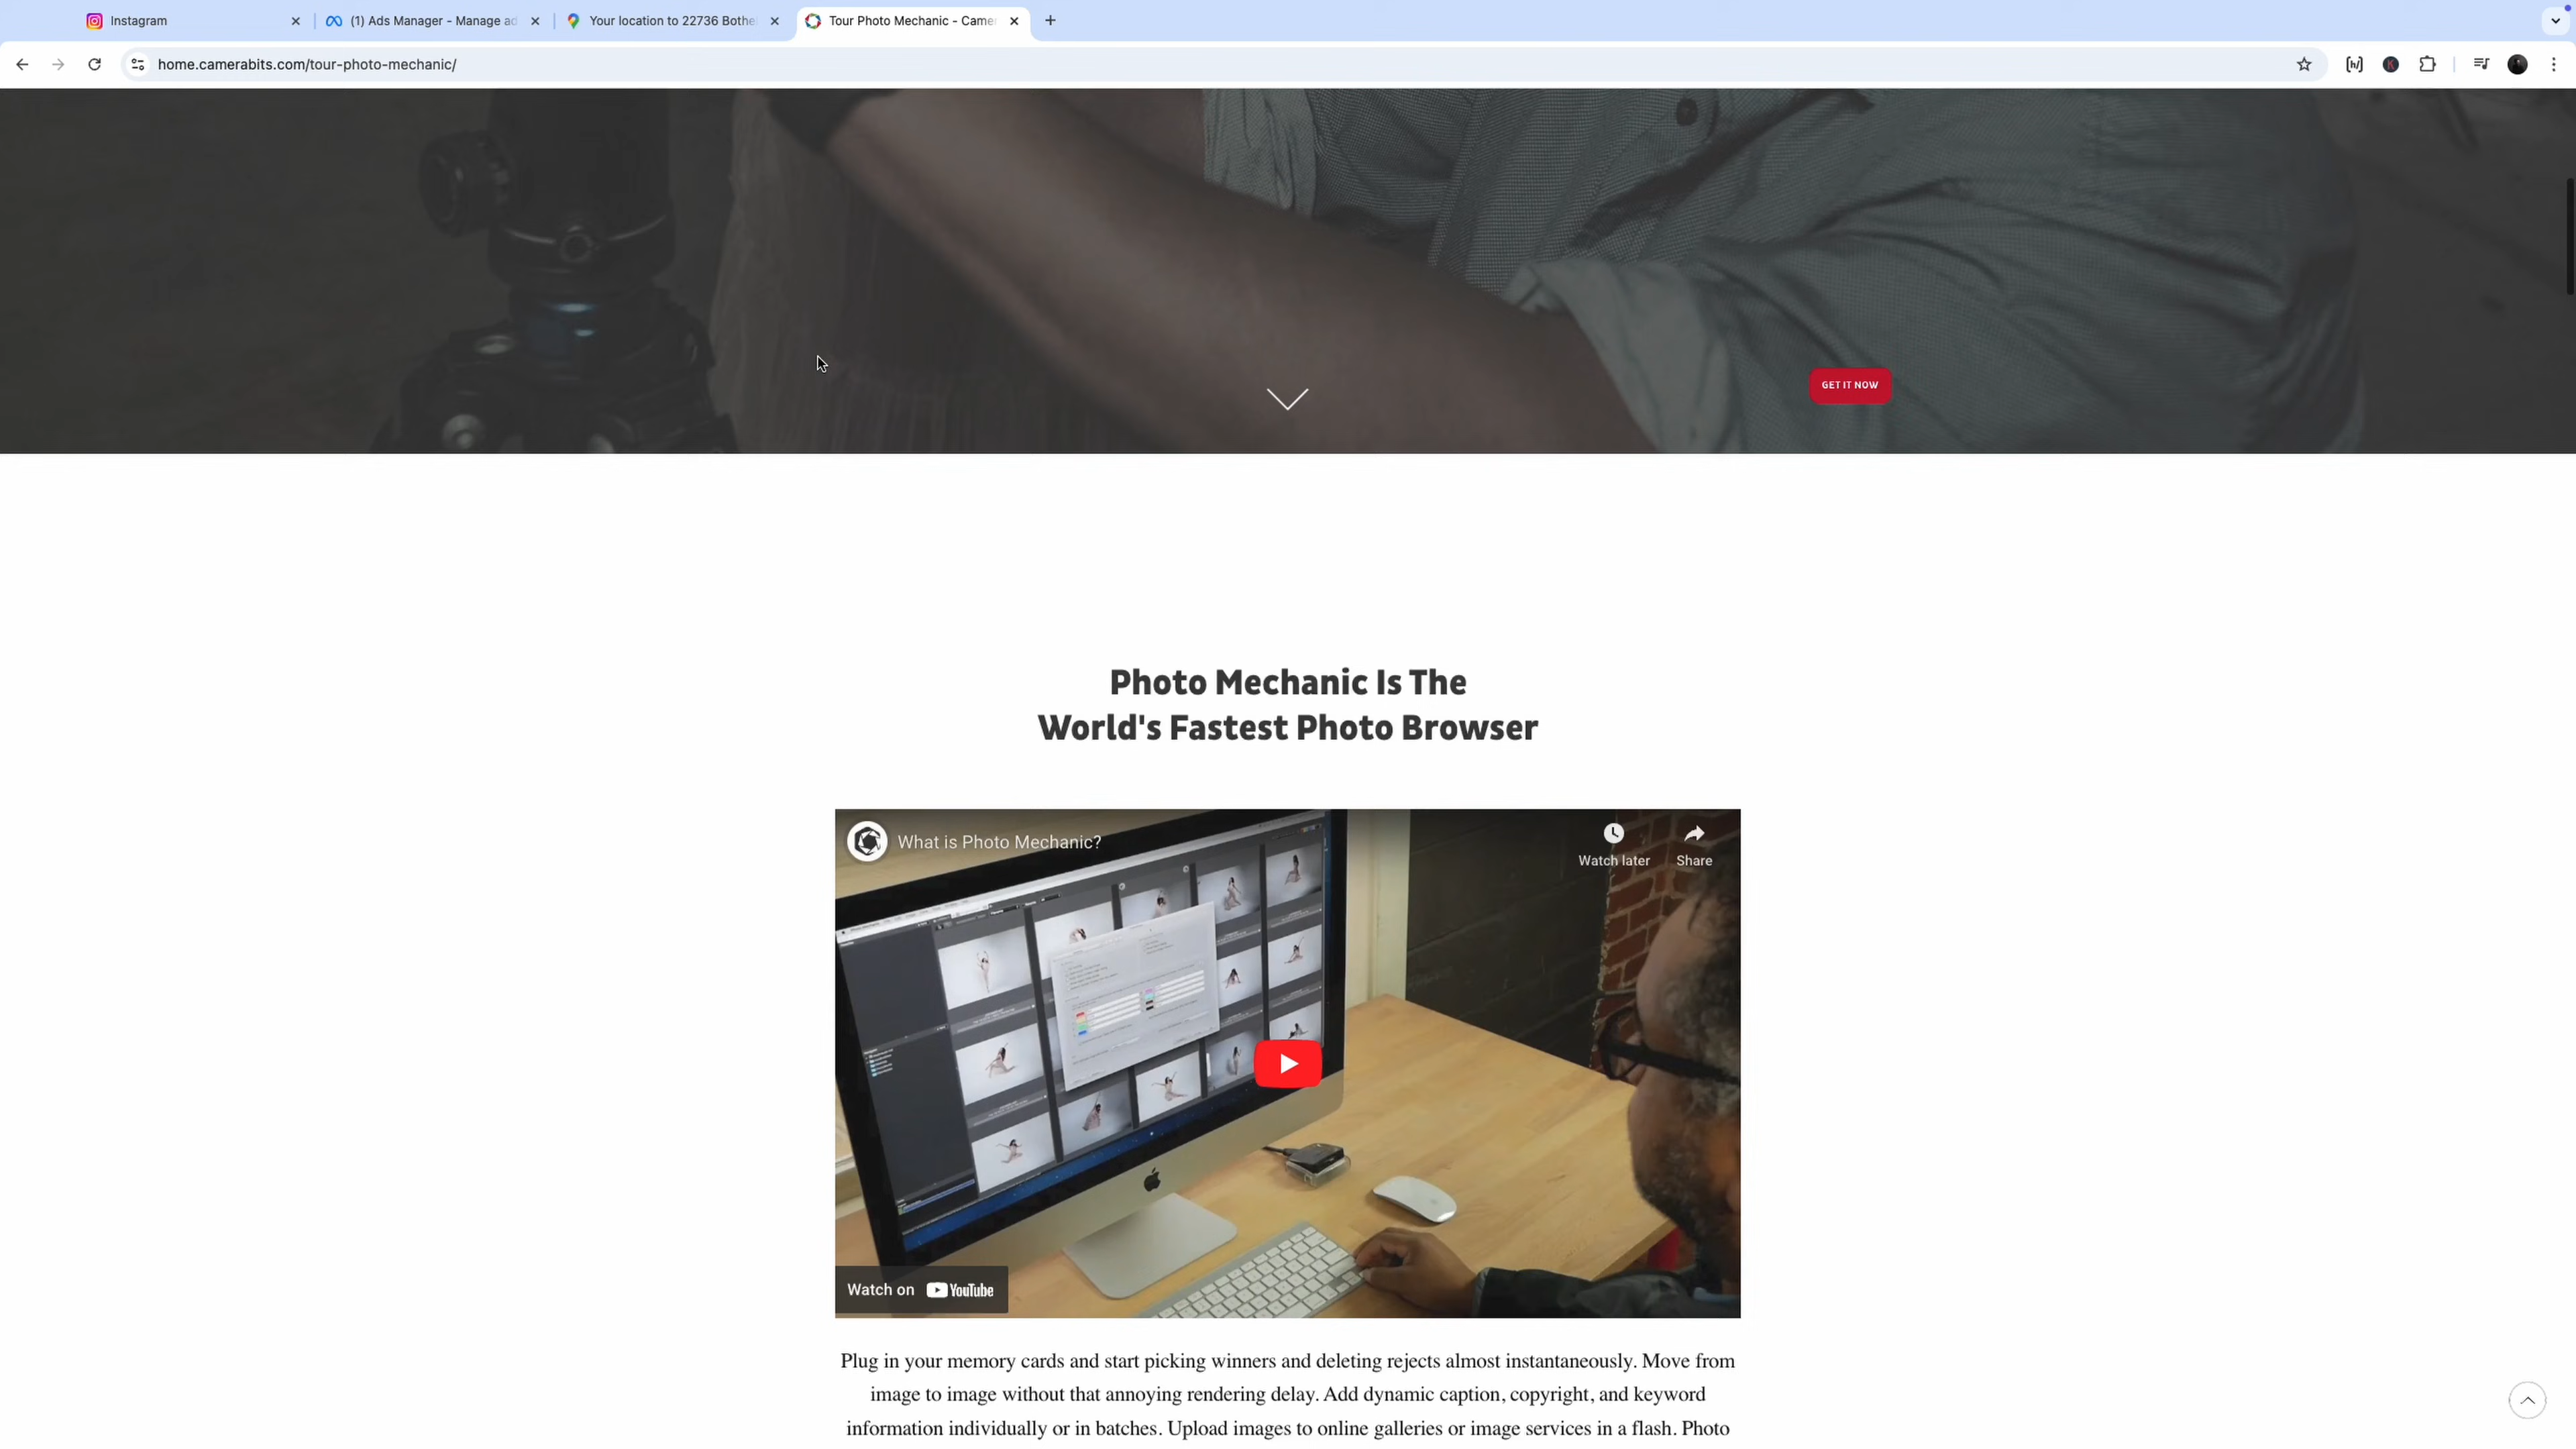 Instagram
(1) Ads Manager - Manage ad
Your location to 22736 Bothe
Tour Photo Mechanic - Came
home.camerabits.com/tour-photo-mechanic/
GET IT NOW
Photo Mechanic Is The
World's Fastest Photo Browser
What is Photo Mechanic?
Watch later
Share
Watch on YouTube
Plug in your memory cards and start picking winners and deleting rejects almost instantaneously. Move from
image to image without that annoying rendering delay. Add dynamic caption, copyright, and keyword
information individually or in batches. Upload images to online galleries or image services in a flash. Photo